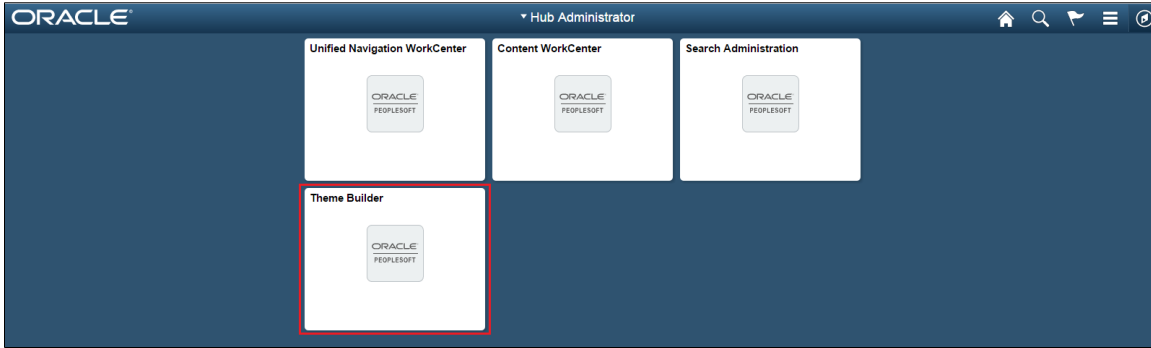 ORACLE
Hub Administrator
Unified Navigation WorkCenter
Content WorkCenter
Search Administration
ORACLE
PEOPLESOFT
ORACLE
PEOPLESOFT
ORACLE
PEOPLESOFT
Theme Builder
ORACLE
PEOPLESOFT